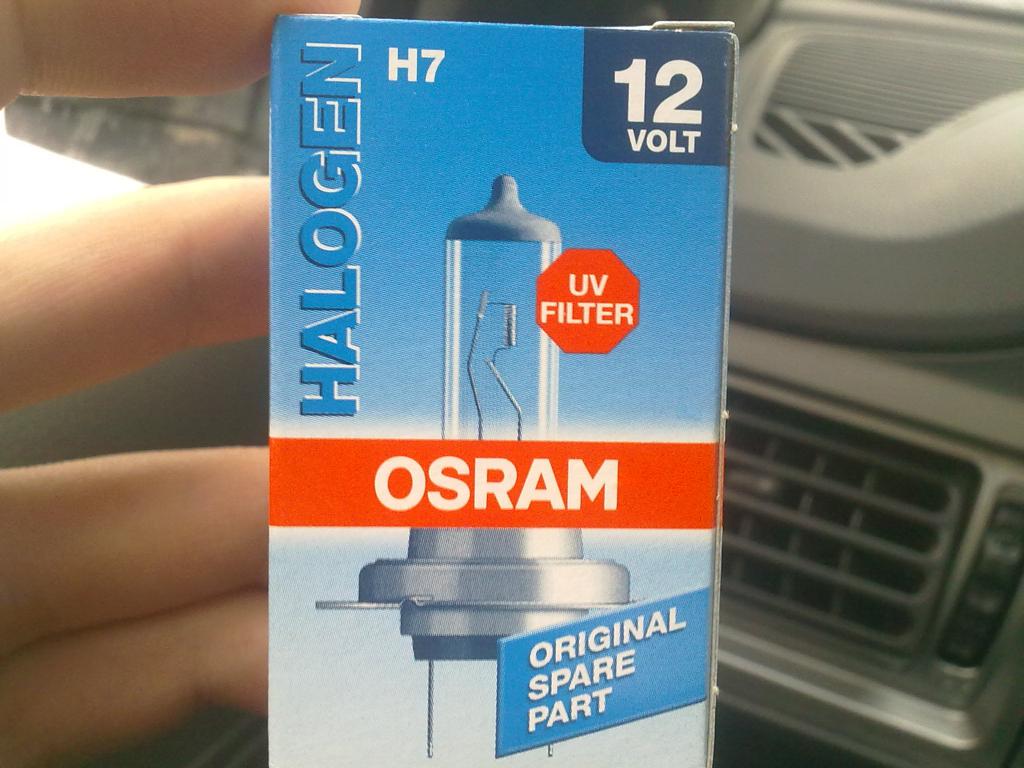 HALOGEN
H7
12
VOLT
UV
FILTER
OSRAM
ORIGINAL
SPARE
PART